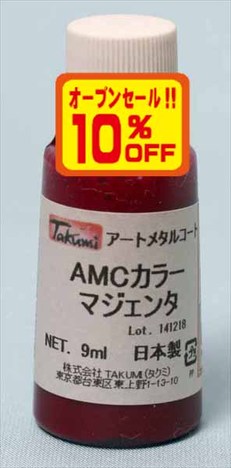 オープンセール!!
10%OFF
Takumi アートメタルコート
AMCカラー
マジェンタ
Lot. 141218
NET. 9ml 日本製
株式会社 TAKUMI(タクミ)
東京都台東区東上野1-13-10